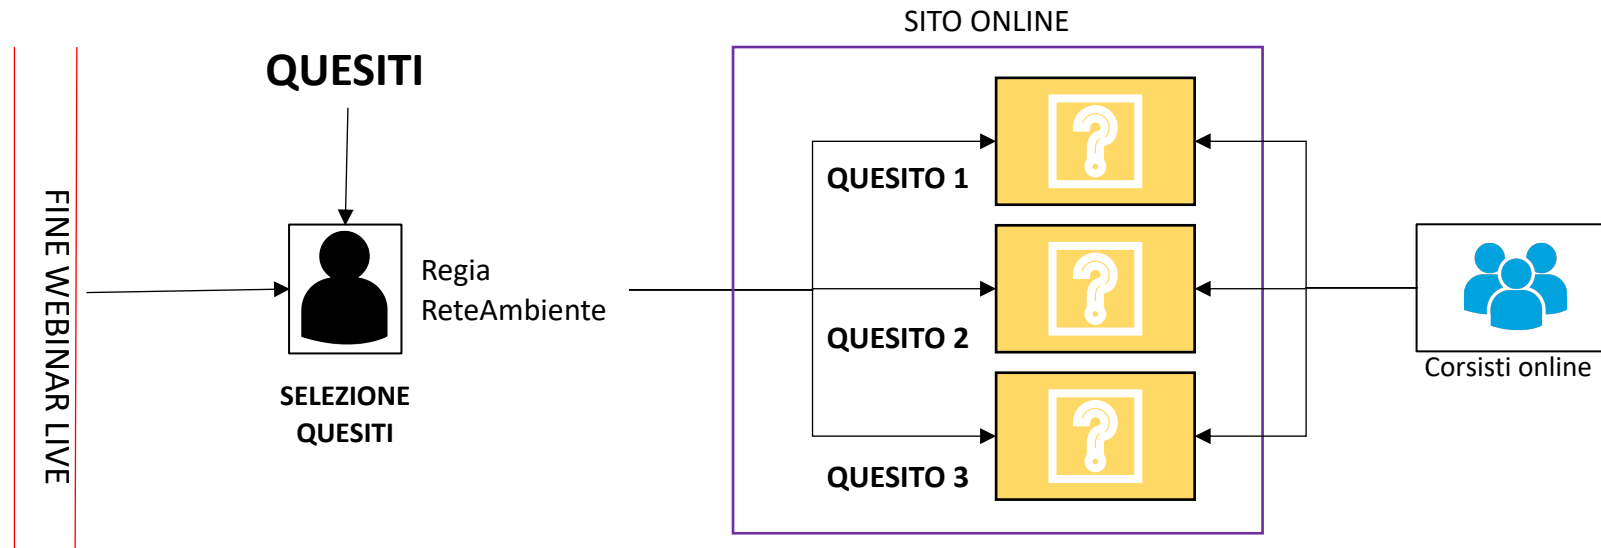 SITO ONLINE
QUESITI
FINE WEBINAR LIVE
QUESITO 1
Regia
ReteAmbiente
QUESITO 2
Corsisti online
SELEZIONE
QUESITI
QUESITO 3